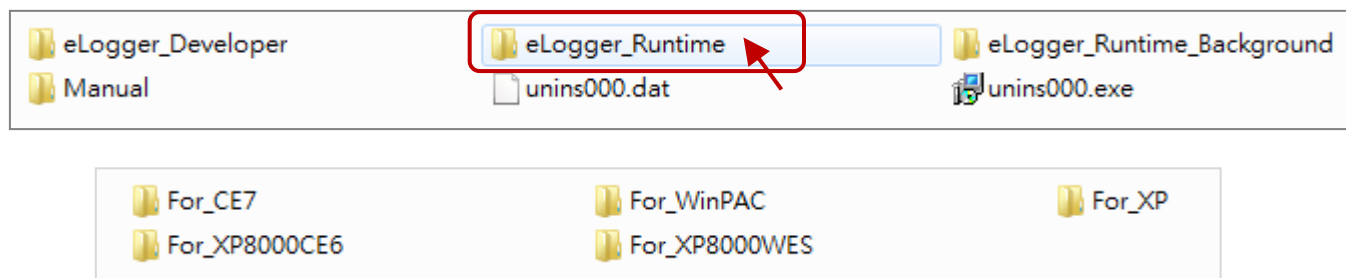 eLogger_Developer eLogger_Runtime eLogger_Runtime_Background
Manual unins000.dat unins000.exe
For_CE7 For_WinPAC For_XP
For_XP8000CE6 For_XP8000WES